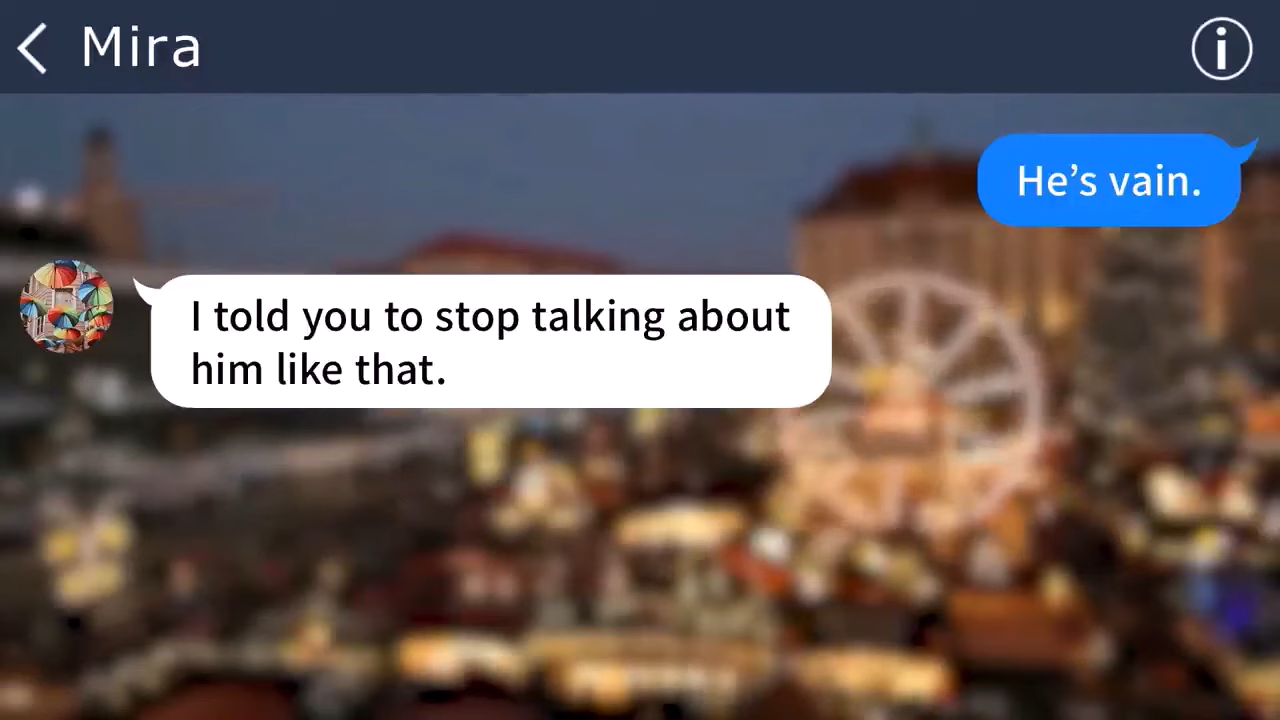 Mira
He’s vain.
I told you to stop talking about
him like that.